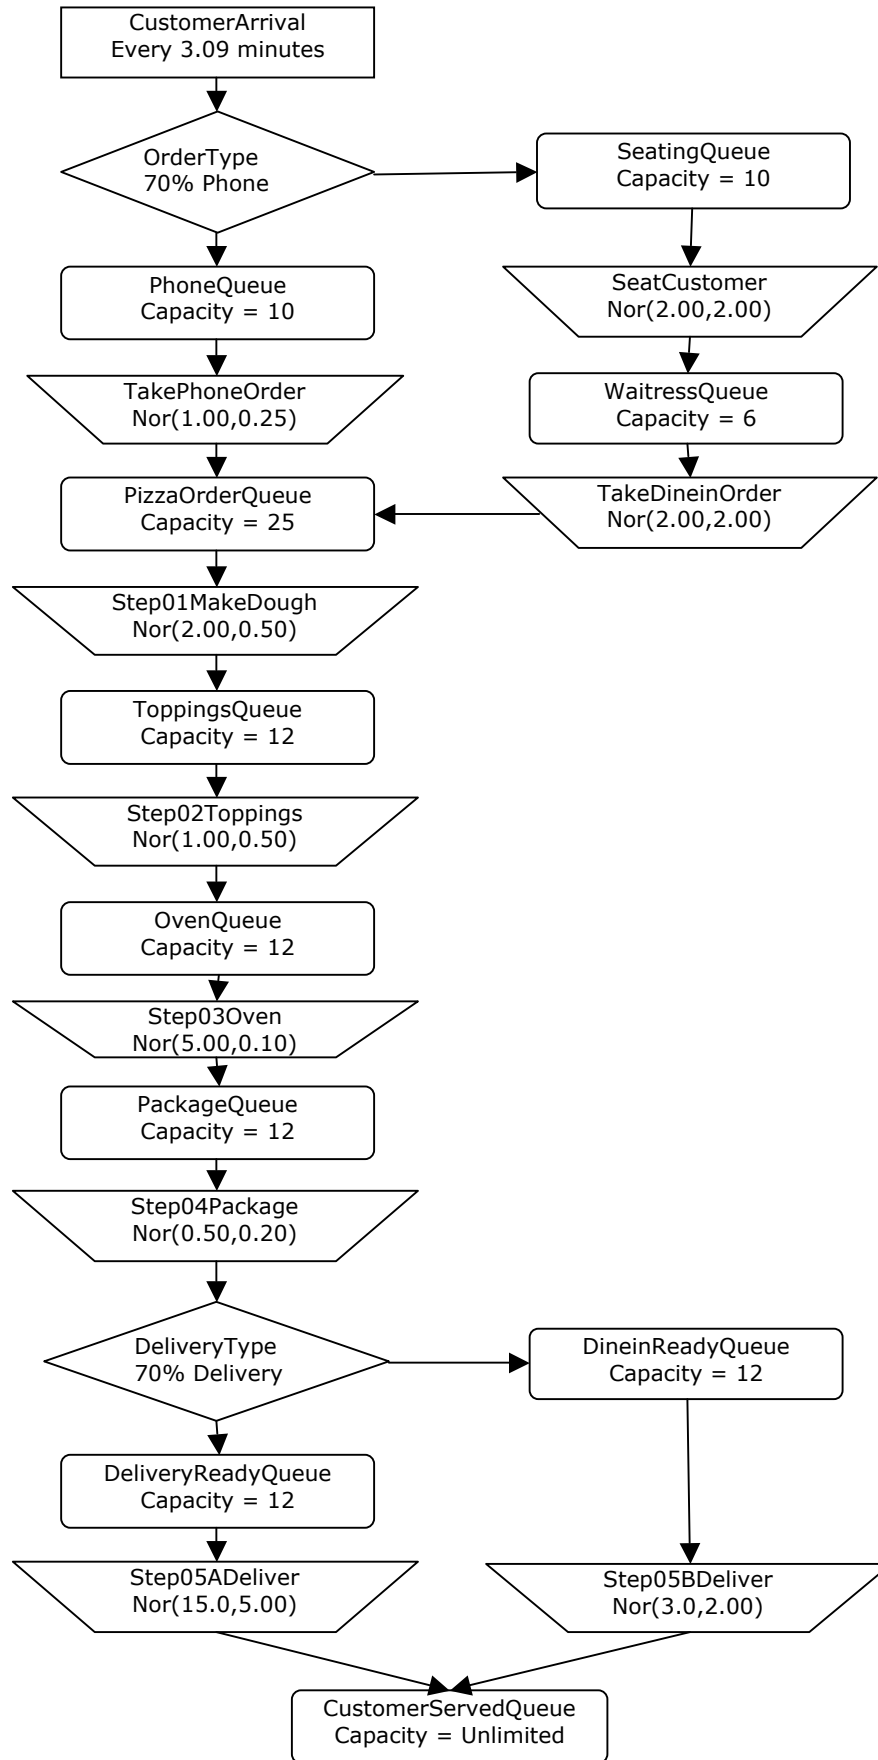 CustomerArrival
Every 3.09 minutes
OrderType
70% Phone
SeatingQueue
Capacity = 10
PhoneQueue
Capacity = 10
SeatCustomer
Nor(2.00,2.00)
TakePhoneOrder
Nor(1.00,0.25)
WaitressQueue
Capacity = 6
PizzaOrderQueue
Capacity = 25
TakeDineinOrder
Nor(2.00,2.00)
Step01MakeDough
Nor(2.00,0.50)
ToppingsQueue
Capacity = 12
Step02Toppings
Nor(1.00,0.50)
OvenQueue
Capacity = 12
Step03Oven
Nor(5.00,0.10)
PackageQueue
Capacity = 12
Step04Package
Nor(0.50,0.20)
DeliveryType
70% Delivery
DineinReadyQueue
Capacity = 12
DeliveryReadyQueue
Capacity = 12
Step05ADeliver
Nor(15.0,5.00)
Step05BDeliver
Nor(3.0,2.00)
CustomerServedQueue
Capacity = Unlimited